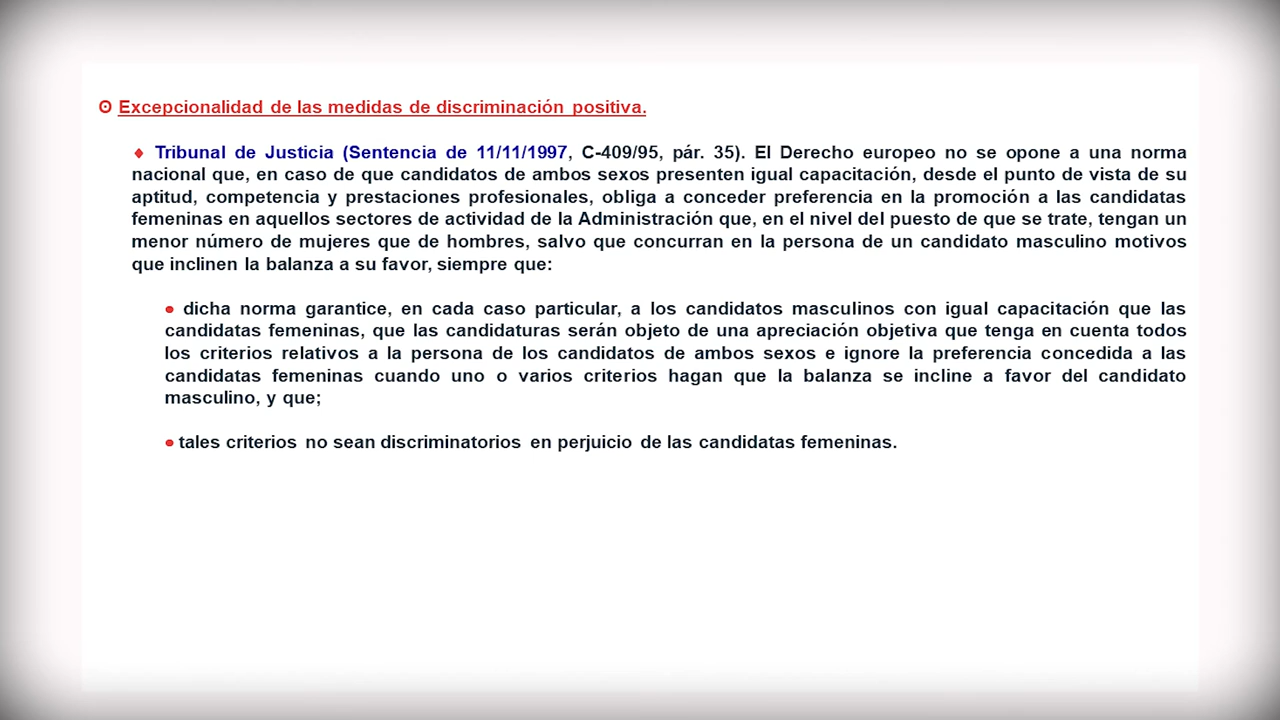 ʘ Excepcionalidad de las medidas de discriminación positiva.
♦ Tribunal de Justicia (Sentencia de 11/11/1997, C-409/95, pár. 35). El Derecho europeo no se opone a una norma
nacional que, en caso de que candidatos de ambos sexos presenten igual capacitación, desde el punto de vista de su
aptitud, competencia y prestaciones profesionales, obliga a conceder preferencia en la promoción a las candidatas
femeninas en aquellos sectores de actividad de la Administración que, en el nivel del puesto de que se trate, tengan un
menor número de mujeres que de hombres, salvo que concurran en la persona de un candidato masculino motivos
que inclinen la balanza a su favor, siempre que:
● dicha norma garantice, en cada caso particular, a los candidatos masculinos con igual capacitación que las
candidatas femeninas, que las candidaturas serán objeto de una apreciación objetiva que tenga en cuenta todos
los criterios relativos a la persona de los candidatos de ambos sexos e ignore la preferencia concedida a las
candidatas femeninas cuando uno o varios criterios hagan que la balanza se incline a favor del candidato
masculino, y que;
● tales criterios no sean discriminatorios en perjuicio de las candidatas femeninas.